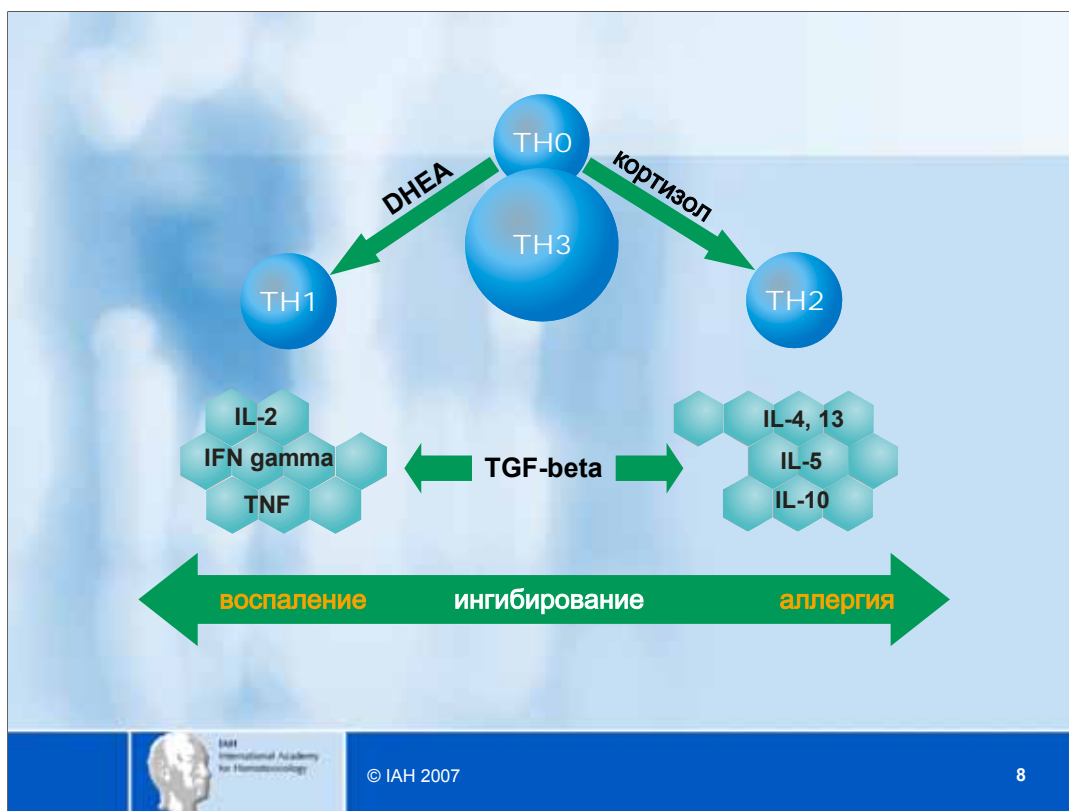 TH0
DHEA
кортизол
TH3
TH1
TH2
IL-2
IFN gamma
TNF
TGF-beta
IL-4, 13
IL-5
IL-10
воспаление
ингибирование
аллергия
IAH
International Academy
for Homotoxicology
© IAH 2007
8